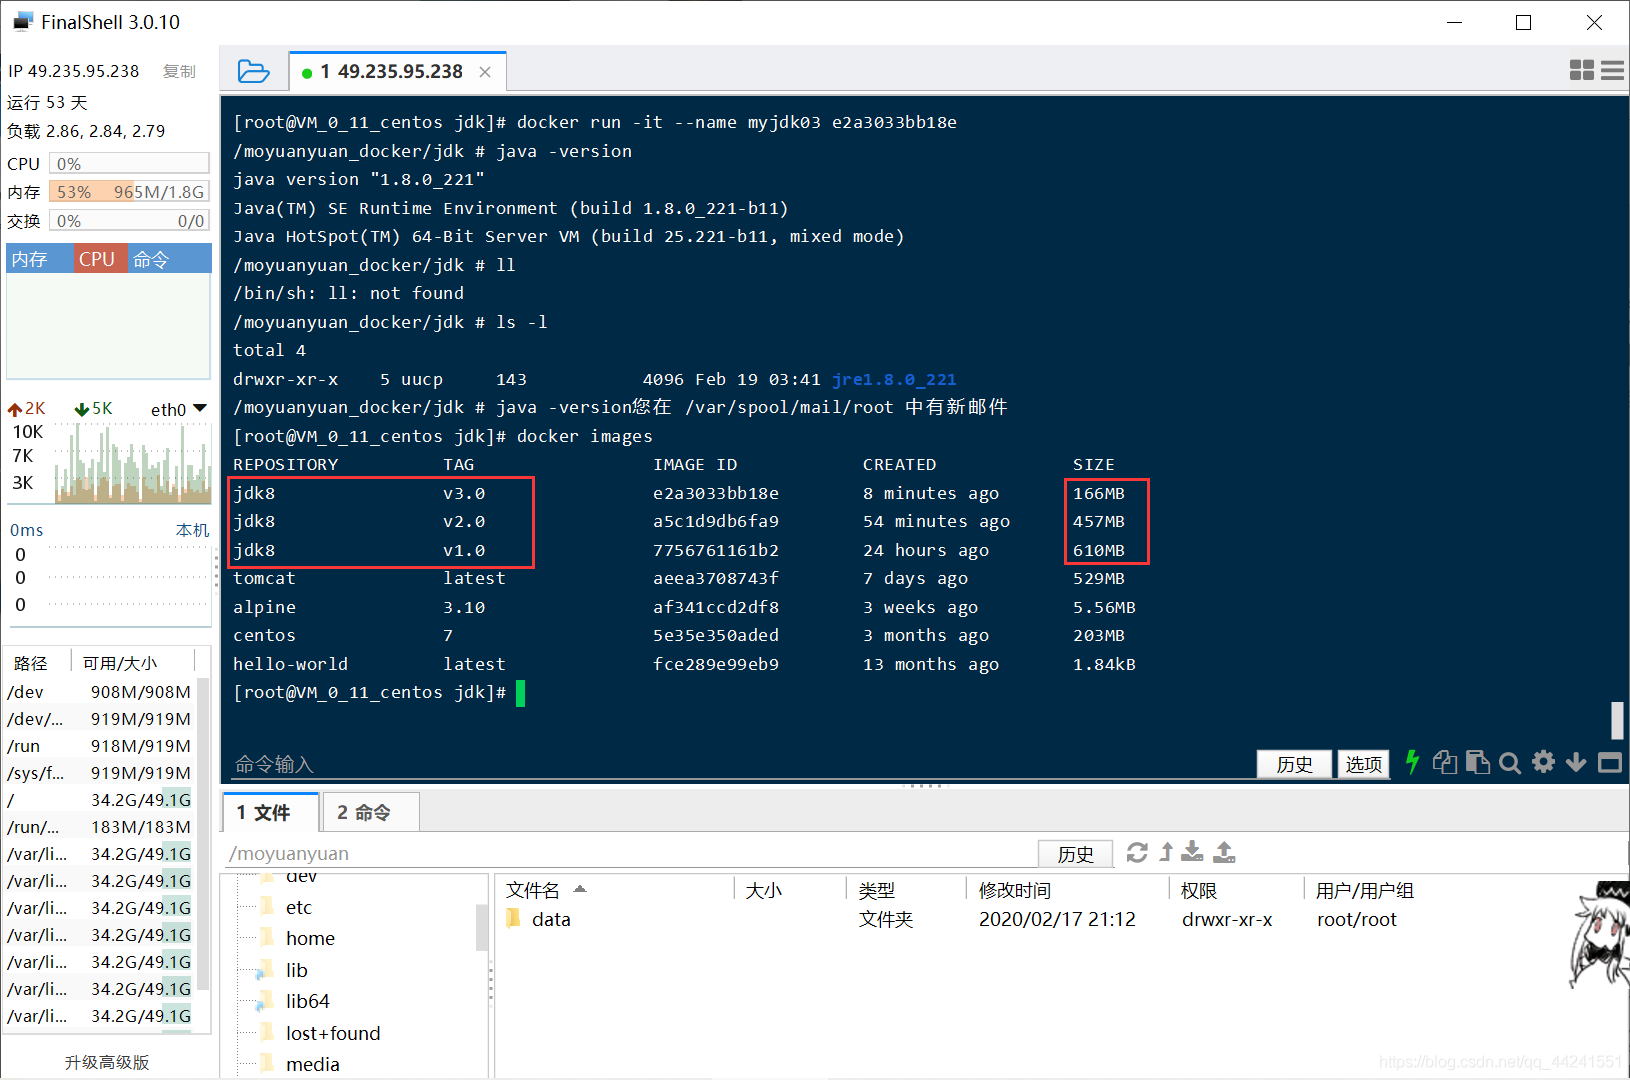 FinalShell 3.0.10
IP 49.235.95.238 复制
运行 53 天
负载 2.86, 2.84, 2.79
CPU 0%
内存 53% 965M/1.8G
交换 0% 0/0
内存 CPU 命令
2K 5K eth0
10K
7K
3K
0ms 本机
0
0
0
路径 可用/大小
/dev 908M/908M
/dev/... 919M/919M
/run 918M/919M
/sys/f... 919M/919M
/ 34.2G/49.1G
/run/... 183M/183M
/var/li... 34.2G/49.1G
/var/li... 34.2G/49.1G
/var/li... 34.2G/49.1G
/var/li... 34.2G/49.1G
/var/li... 34.2G/49.1G
/var/li... 34.2G/49.1G
/var/li... 34.2G/49.1G
升级高级版
1 49.235.95.238
[root@VM_0_11_centos jdk]# docker run -it --name myjdk03 e2a3033bb18e
/moyuanyuan_docker/jdk # java -version
java version "1.8.0_221"
Java(TM) SE Runtime Environment (build 1.8.0_221-b11)
Java HotSpot(TM) 64-Bit Server VM (build 25.221-b11, mixed mode)
/moyuanyuan_docker/jdk # ll
/bin/sh: ll: not found
/moyuanyuan_docker/jdk # ls -l
total 4
drwxr-xr-x 5 uucp 143 4096 Feb 19 03:41 jre1.8.0_221
/moyuanyuan_docker/jdk # java -version您在 /var/spool/mail/root 中有新邮件
[root@VM_0_11_centos jdk]# docker images
REPOSITORY TAG IMAGE ID CREATED SIZE
jdk8 v3.0 e2a3033bb18e 8 minutes ago 166MB
jdk8 v2.0 a5c1d9db6fa9 54 minutes ago 457MB
jdk8 v1.0 7756761161b2 24 hours ago 610MB
tomcat latest aeea3708743f 7 days ago 529MB
alpine 3.10 af341ccd2df8 3 weeks ago 5.56MB
centos 7 5e35e350aded 3 months ago 203MB
hello-world latest fce289e99eb9 13 months ago 1.84kB
[root@VM_0_11_centos jdk]#
命令输入 历史 选项
1 文件 2 命令
/moyuanyuan 历史
dev
etc
home
lib
lib64
lost+found
media
文件名 大小 类型 修改时间 权限 用户/用户组
data 文件夹 2020/02/17 21:12 drwxr-xr-x root/root
https://blog.csdn.net/qq_44241551